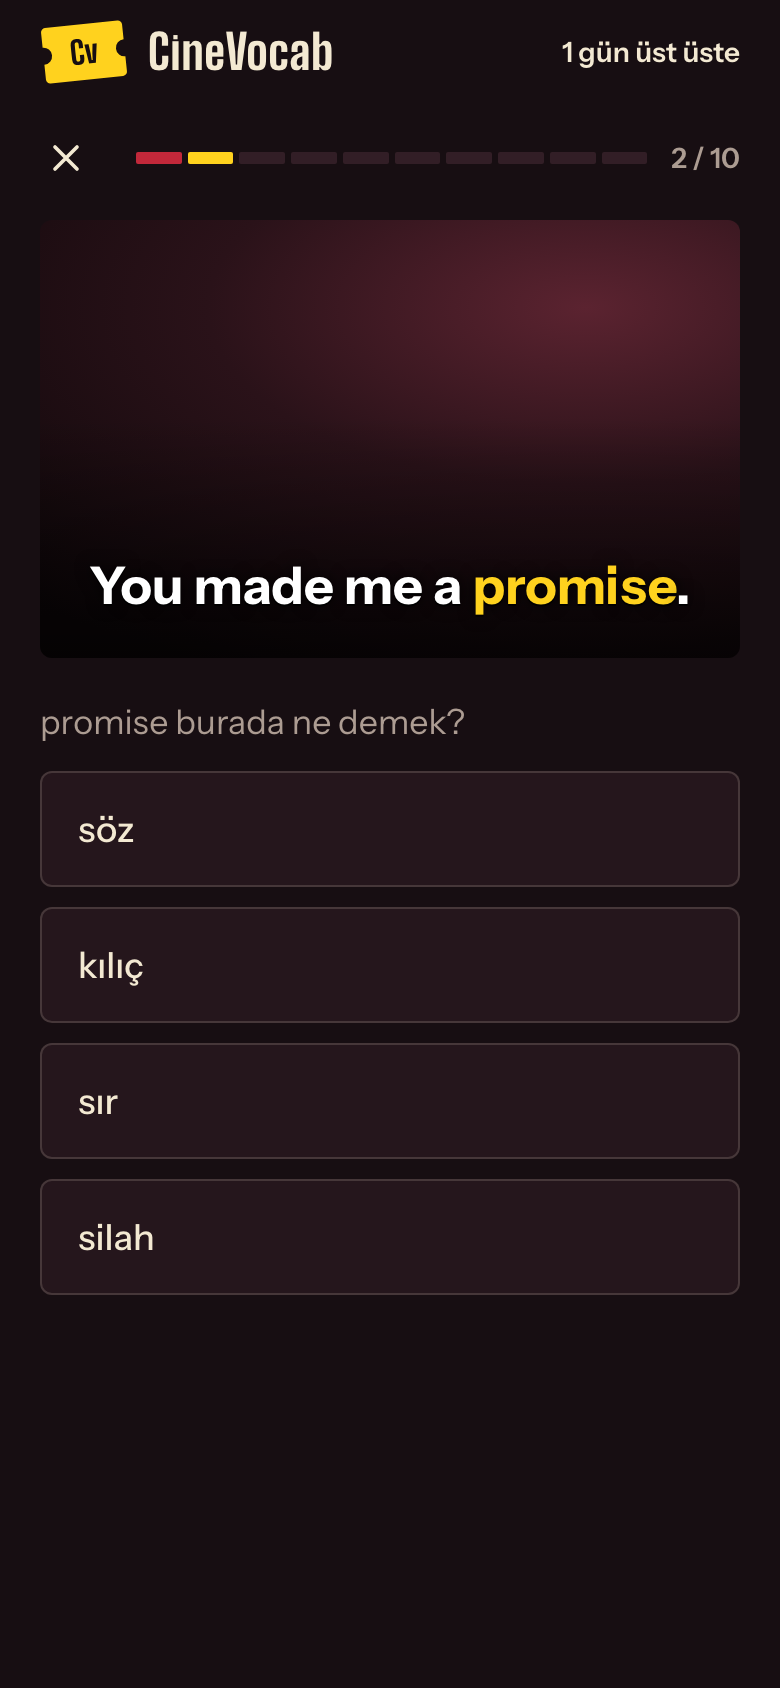 Cv CineVocab 1 gün üst üste
2 / 10
You made me a promise.
promise burada ne demek?
söz
kılıç
sır
silah